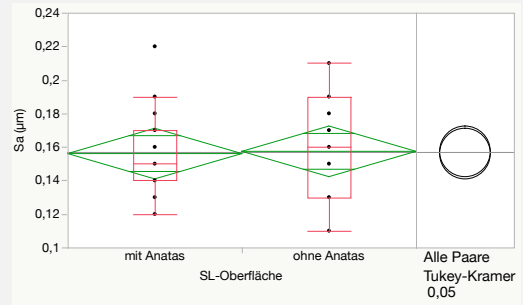 0,24
0,22
0,2
0,18
0,16
0,14
0,12
0,1
Sa (µm)
mit Anatas
ohne Anatas
SL-Oberfläche
Alle Paare
Tukey-Kramer
0,05